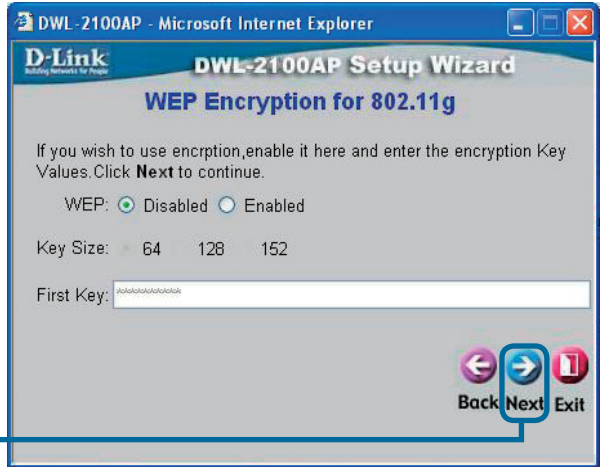 DWL-2100AP - Microsoft Internet Explorer
D-Link
Building Networks for People
DWL-2100AP Setup Wizard
WEP Encryption for 802.11g
If you wish to use encrption,enable it here and enter the encryption Key
Values.Click Next to continue.
WEP: Disabled Enabled
Key Size: 64 128 152
First Key: **********
Back Next Exit